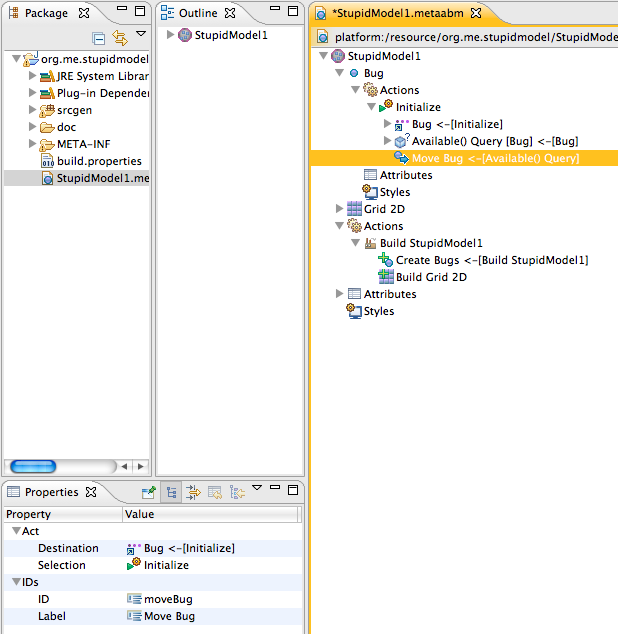 Package
Outline
*StupidModel1.metaabm
StupidModel1
platform:/resource/org.me.stupidmodel/StupidMode
org.me.stupidmodel
JRE System Librar
Plug-in Depender
srcgen
doc
META-INF
build.properties
StupidModel1.me
StupidModel1
Bug
Actions
Initialize
Bug <-[Initialize]
Available() Query [Bug] <-[Bug]
Move Bug <-[Available() Query]
Attributes
Styles
Grid 2D
Actions
Build StupidModel1
Create Bugs <-[Build StupidModel1]
Build Grid 2D
Attributes
Styles
Properties
Property Value
Act
Destination Bug <-[Initialize]
Selection Initialize
IDs
ID moveBug
Label Move Bug